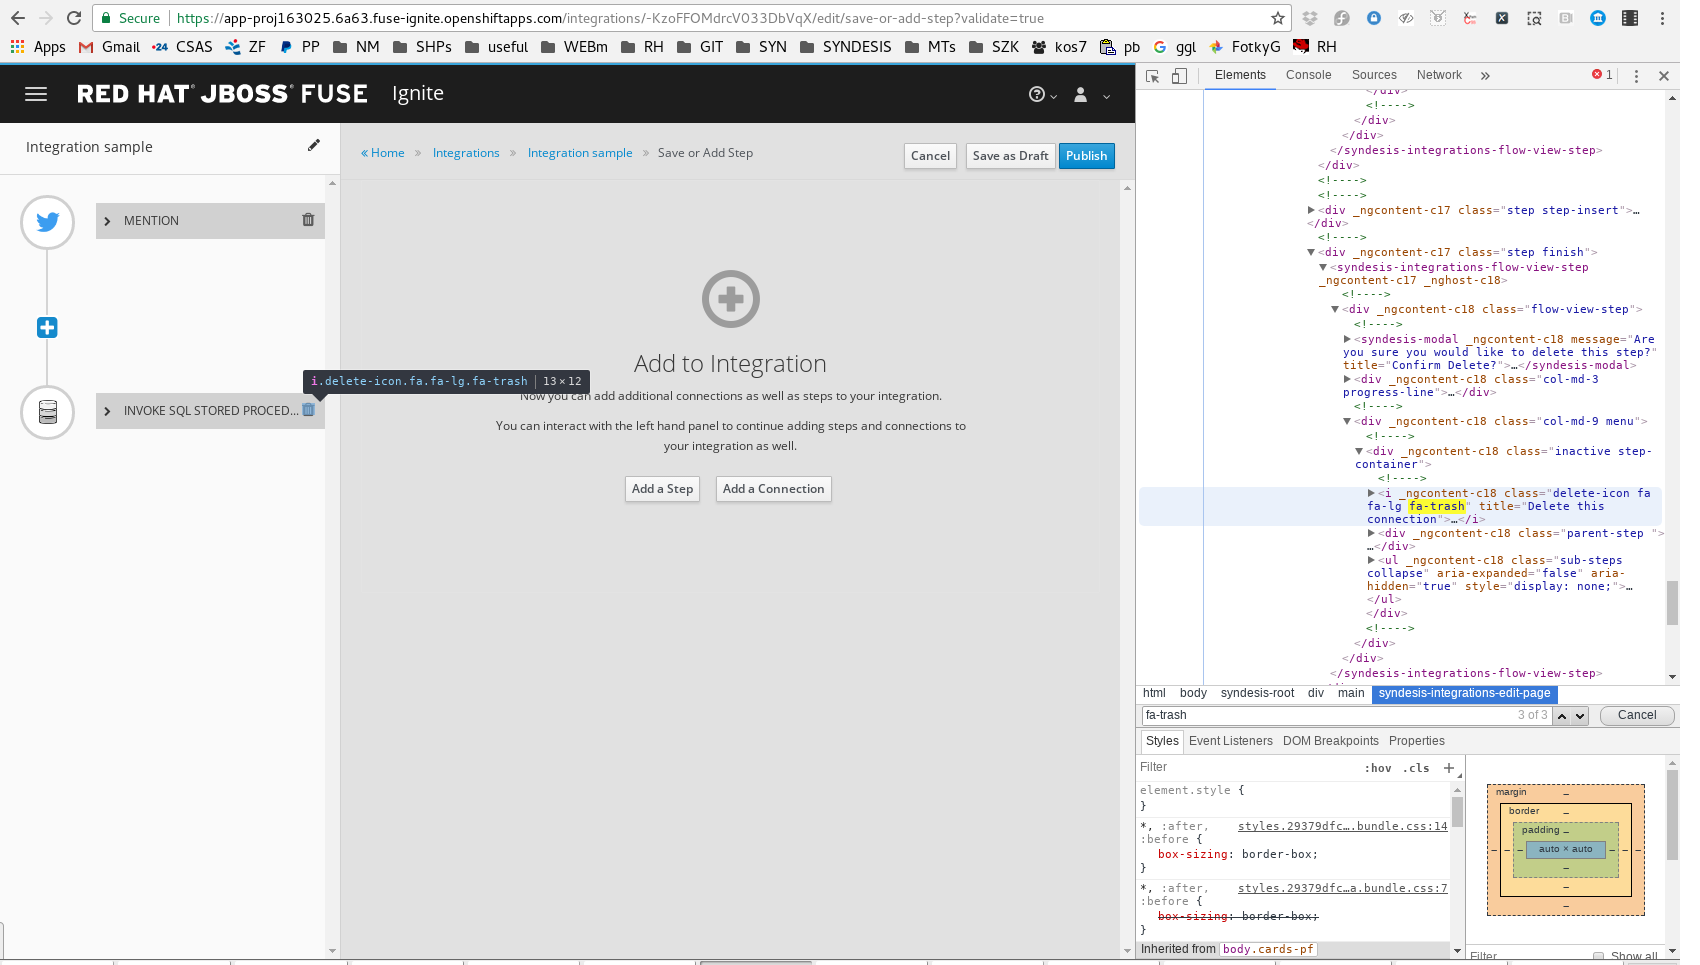 Secure https://app-proj163025.6a63.fuse-ignite.openshiftapps.com/integrations/-KzoFFOMdrcVO33DbVqX/edit/save-or-add-step?validate=true
Apps Gmail CSAS ZF PP NM SHPs useful WEBm RH GIT SYN SYNDESIS MTs SZK kos7 pb ggl FotkyG RH
RED HAT JBOSS FUSE Ignite
Integration sample
« Home » Integrations » Integration sample » Save or Add Step
Cancel Save as Draft Publish
MENTION
Add to Integration
i.delete-icon.fa.fa-lg.fa-trash | 13 × 12
Now you can add additional connections as well as steps to your integration.
INVOKE SQL STORED PROCED...
You can interact with the left hand panel to continue adding steps and connections to
your integration as well.
Add a Step Add a Connection
Elements Console Sources Network » 1
</div>
<!---->
</div>
</div>
</syndesis-integrations-flow-view-step>
</div>
<!---->
<!---->
<div _ngcontent-c17 class="step step-insert">…
</div>
<!---->
<div _ngcontent-c17 class="step finish">
<syndesis-integrations-flow-view-step
_ngcontent-c17 _nghost-c18>
<!---->
<div _ngcontent-c18 class="flow-view-step">
<!---->
<syndesis-modal _ngcontent-c18 message="Are
you sure you would like to delete this step?"
title="Confirm Delete?">…</syndesis-modal>
<div _ngcontent-c18 class="col-md-3
progress-line">…</div>
<!---->
<div _ngcontent-c18 class="col-md-9 menu">
<!---->
<div _ngcontent-c18 class="inactive step-
container">
<!---->
<i _ngcontent-c18 class="delete-icon fa
fa-lg fa-trash" title="Delete this
connection">…</i>
<div _ngcontent-c18 class="parent-step ">
…</div>
<ul _ngcontent-c18 class="sub-steps
collapse" aria-expanded="false" aria-
hidden="true" style="display: none;">…
</ul>
</div>
<!---->
</div>
</div>
</syndesis-integrations-flow-view-step>
html body syndesis-root div main syndesis-integrations-edit-page
fa-trash 3 of 3 Cancel
Styles Event Listeners DOM Breakpoints Properties
Filter :hov .cls +
element.style {
}
*, :after, styles.29379dfc….bundle.css:14
:before {
box-sizing: border-box;
}
*, :after, styles.29379dfc…a.bundle.css:7
:before {
box-sizing: border-box;
}
Inherited from body.cards-pf
margin –
border –
padding –
– – – auto × auto – – –
–
–
–
Filter Show all